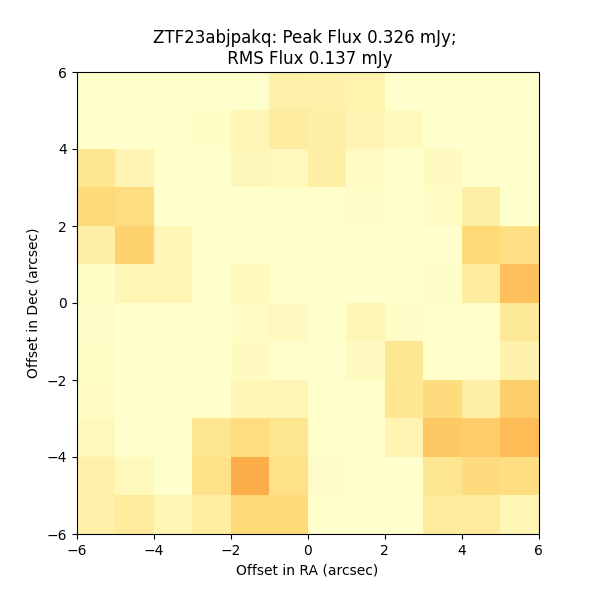 ZTF23abjpakq: Peak Flux 0.326 mJy;
RMS Flux 0.137 mJy
6
4
2
0
−2
−4
−6
Offset in Dec (arcsec)
−6 −4 −2 0 2 4 6
Offset in RA (arcsec)